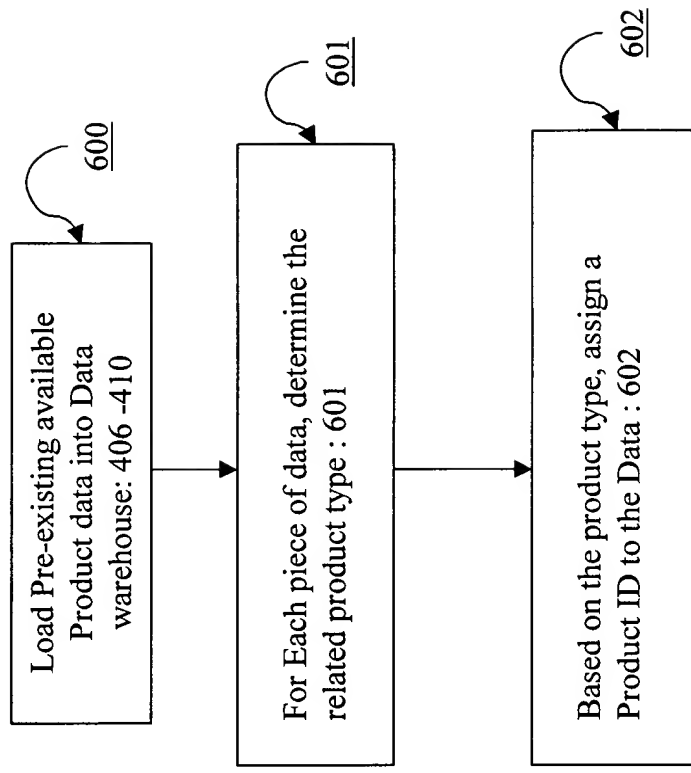 Load Pre-existing available
Product data into Data
warehouse: 406 -410
600
For Each piece of data, determine the
related product type : 601
601
Based on the product type, assign a
Product ID to the Data : 602
602